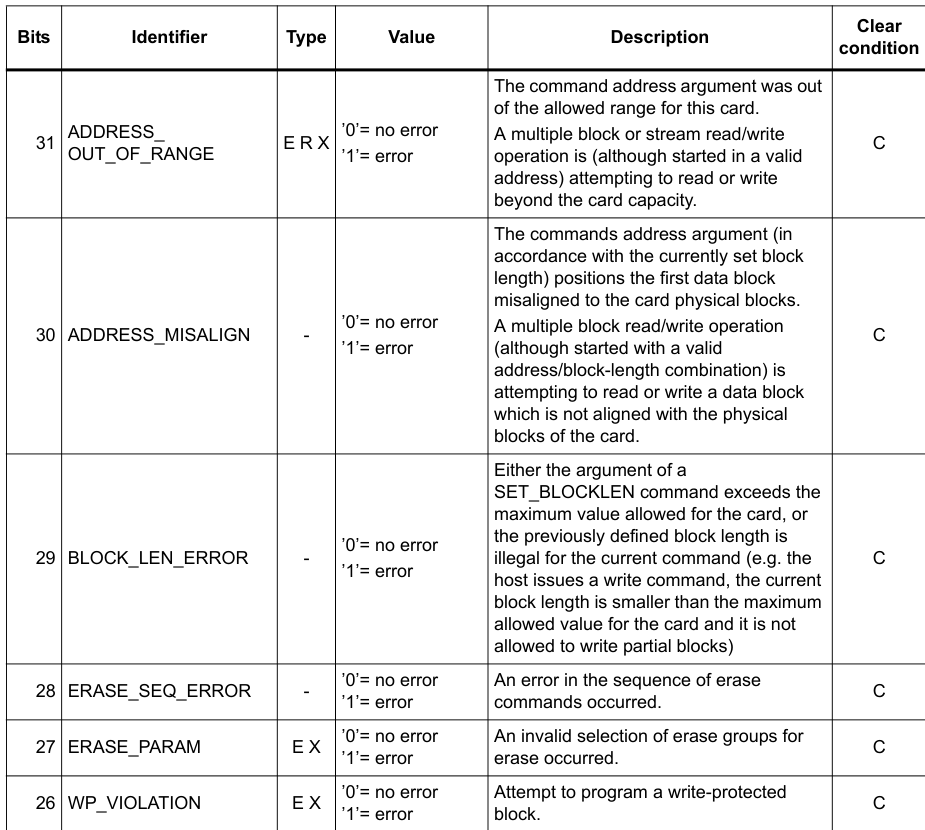 Bits Identifier Type Value Description Clear condition
31 ADDRESS_
OUT_OF_RANGE E R X ’0’= no error
’1’= error The command address argument was out
of the allowed range for this card.
A multiple block or stream read/write
operation is (although started in a valid
address) attempting to read or write
beyond the card capacity. C
30 ADDRESS_MISALIGN - ’0’= no error
’1’= error The commands address argument (in
accordance with the currently set block
length) positions the first data block
misaligned to the card physical blocks.
A multiple block read/write operation
(although started with a valid
address/block-length combination) is
attempting to read or write a data block
which is not aligned with the physical
blocks of the card. C
29 BLOCK_LEN_ERROR - ’0’= no error
’1’= error Either the argument of a
SET_BLOCKLEN command exceeds the
maximum value allowed for the card, or
the previously defined block length is
illegal for the current command (e.g. the
host issues a write command, the current
block length is smaller than the maximum
allowed value for the card and it is not
allowed to write partial blocks) C
28 ERASE_SEQ_ERROR - ’0’= no error
’1’= error An error in the sequence of erase
commands occurred. C
27 ERASE_PARAM E X ’0’= no error
’1’= error An invalid selection of erase groups for
erase occurred. C
26 WP_VIOLATION E X ’0’= no error
’1’= error Attempt to program a write-protected
block. C